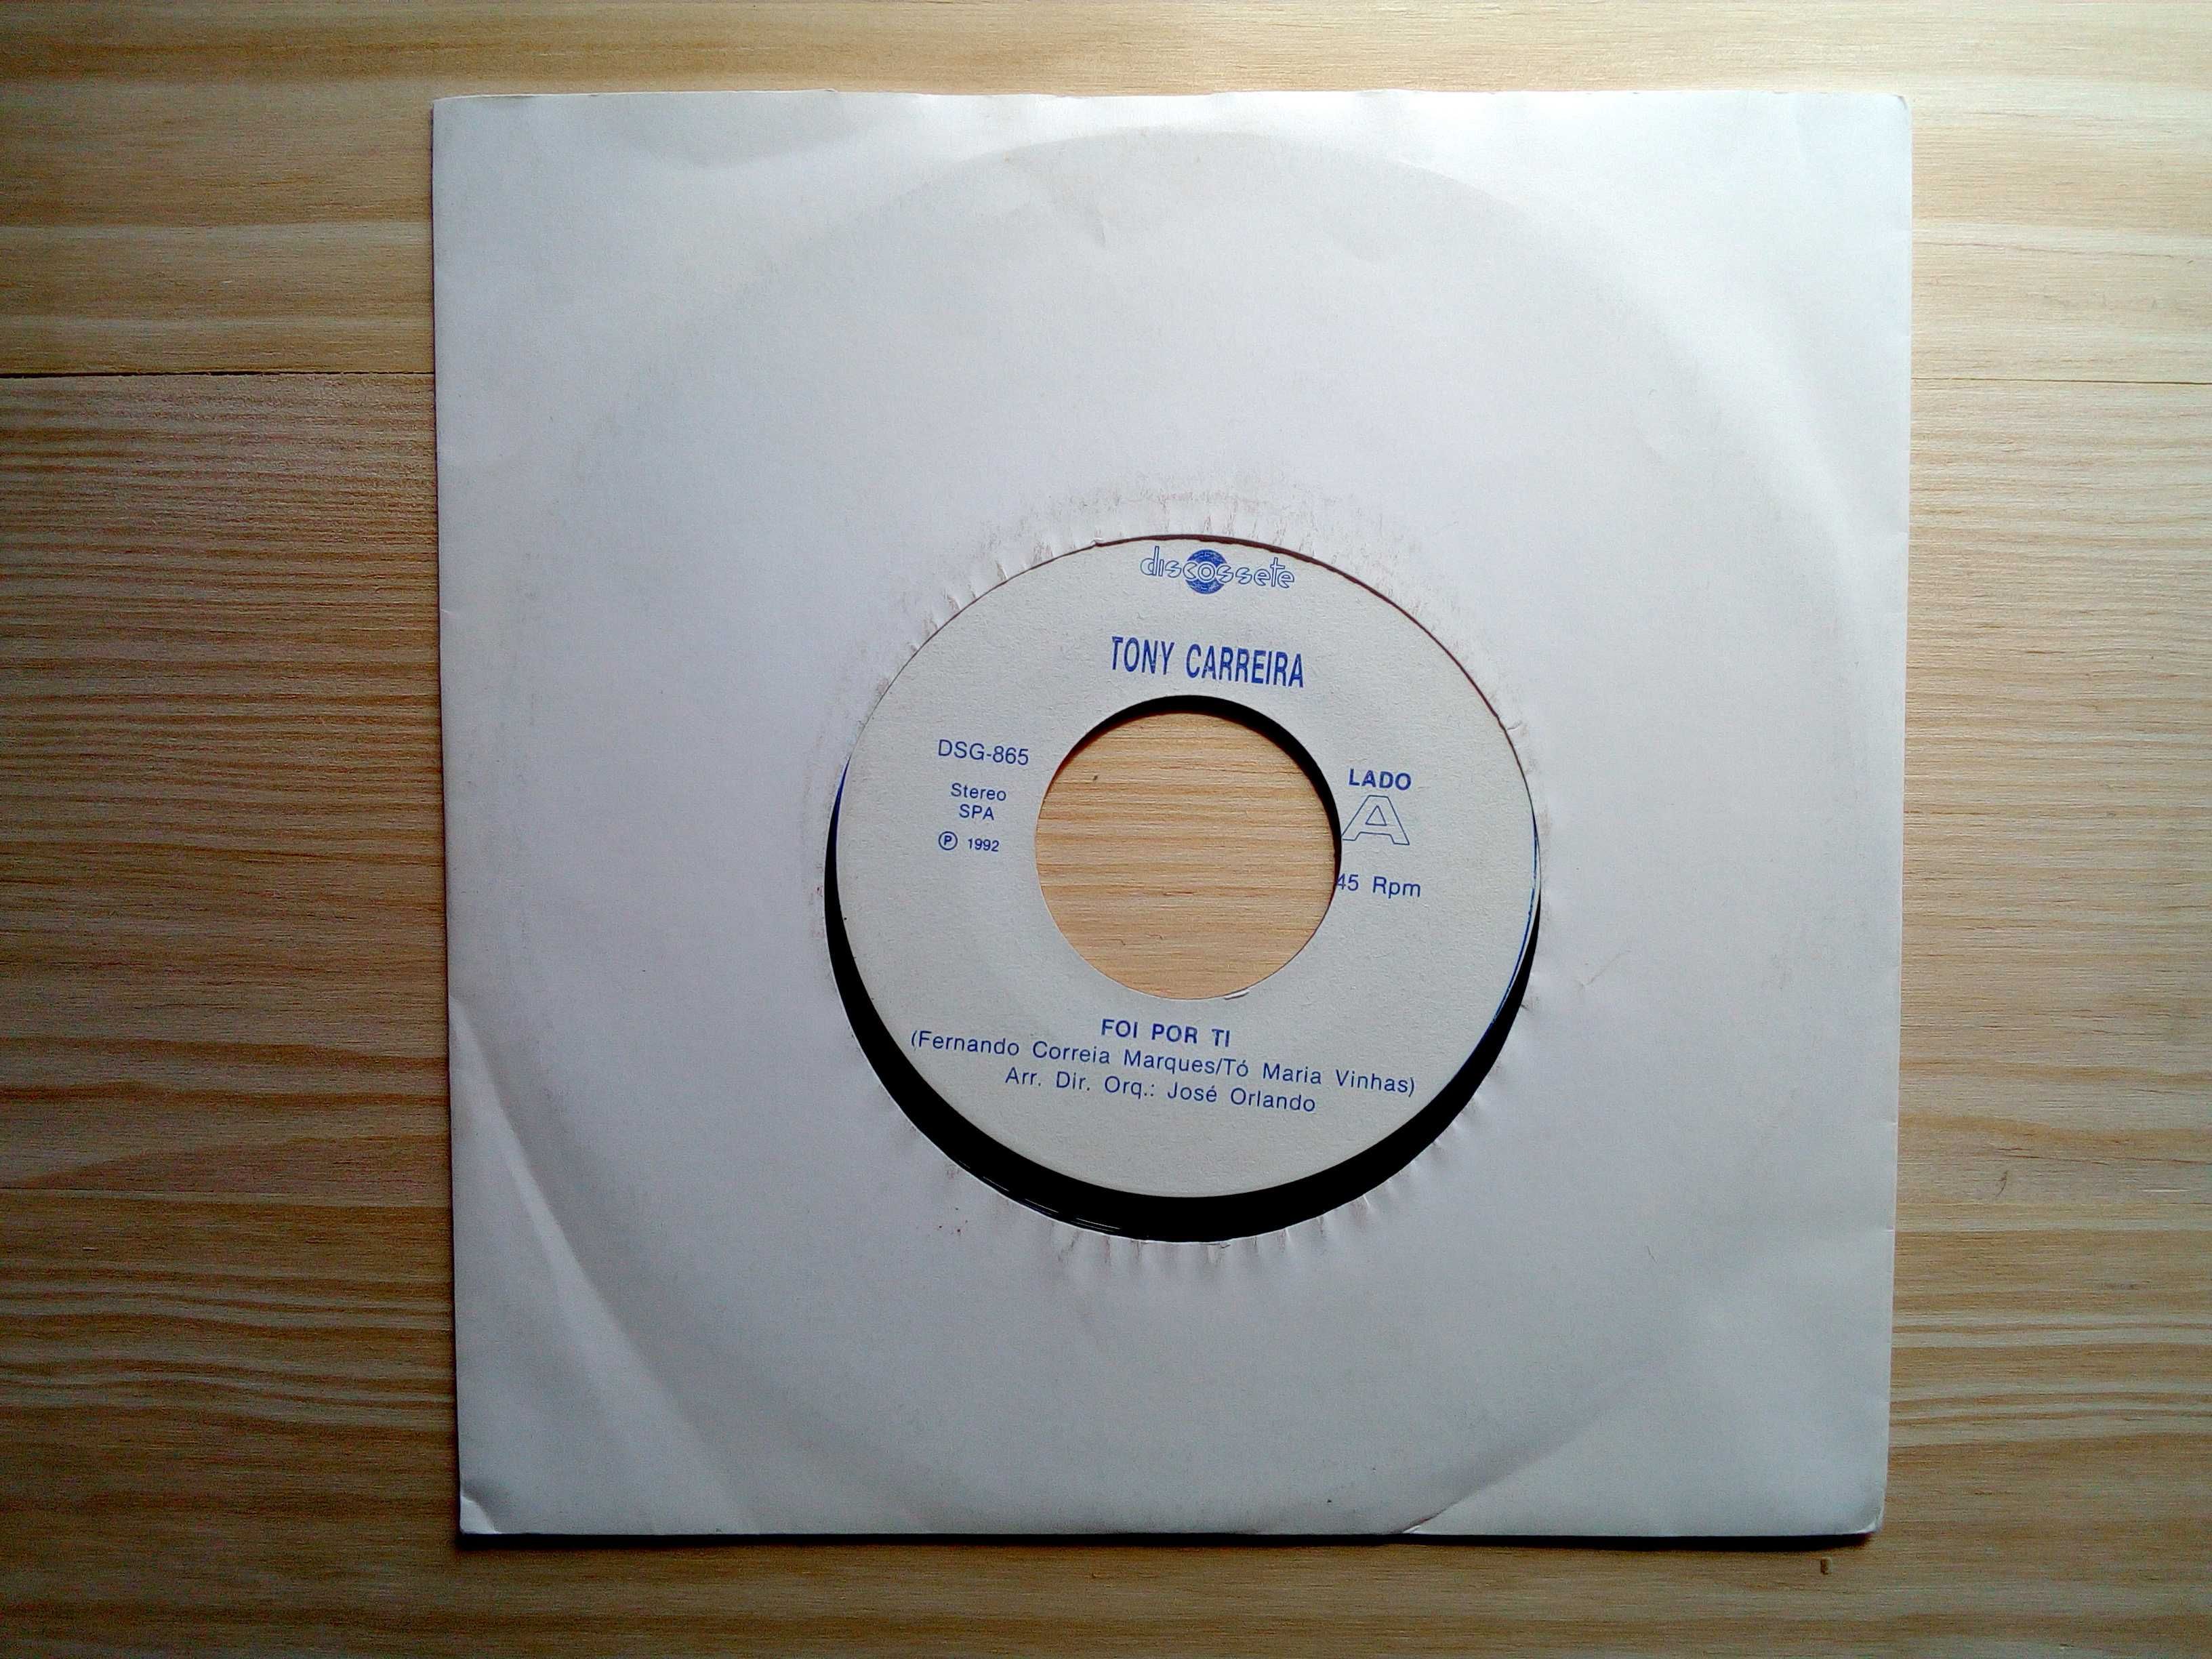 discossete
TONY CARREIRA
DSG-865
Stereo
SPA
℗ 1992
LADO
A
45 Rpm
FOI POR TI
(Fernando Correia Marques/Tó Maria Vinhas)
Arr. Dir. Orq.: José Orlando